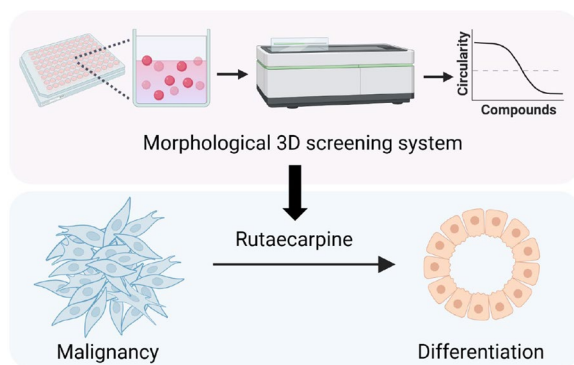 Circularity
Compounds
Morphological 3D screening system
Rutaecarpine
Malignancy
Differentiation